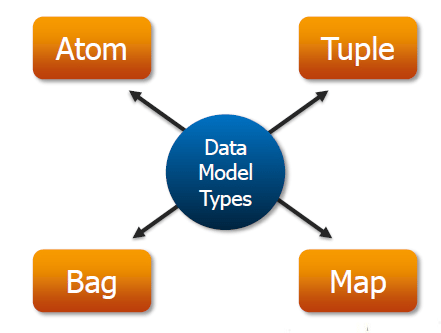 Atom
Tuple
Data
Model
Types
Bag
Map